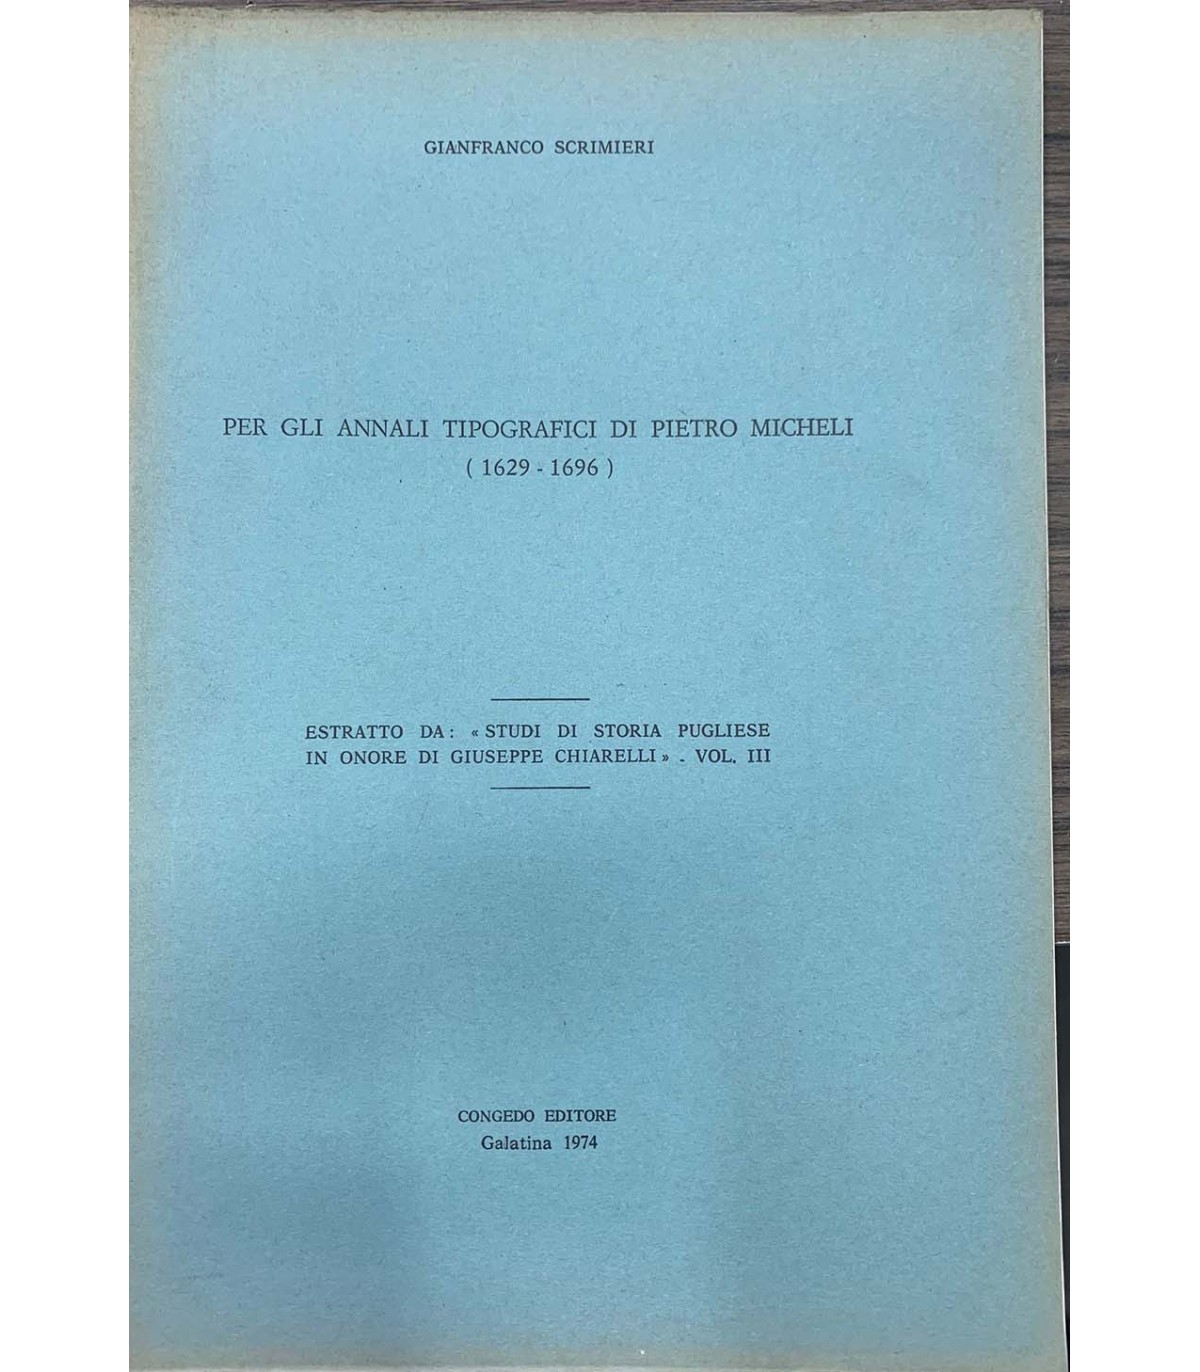 GIANFRANCO SCRIMIERI
PER GLI ANNALI TIPOGRAFICI DI PIETRO MICHELI
( 1629 - 1696 )
ESTRATTO DA: « STUDI DI STORIA PUGLIESE
IN ONORE DI GIUSEPPE CHIARELLI » - VOL. III
CONGEDO EDITORE
Galatina 1974